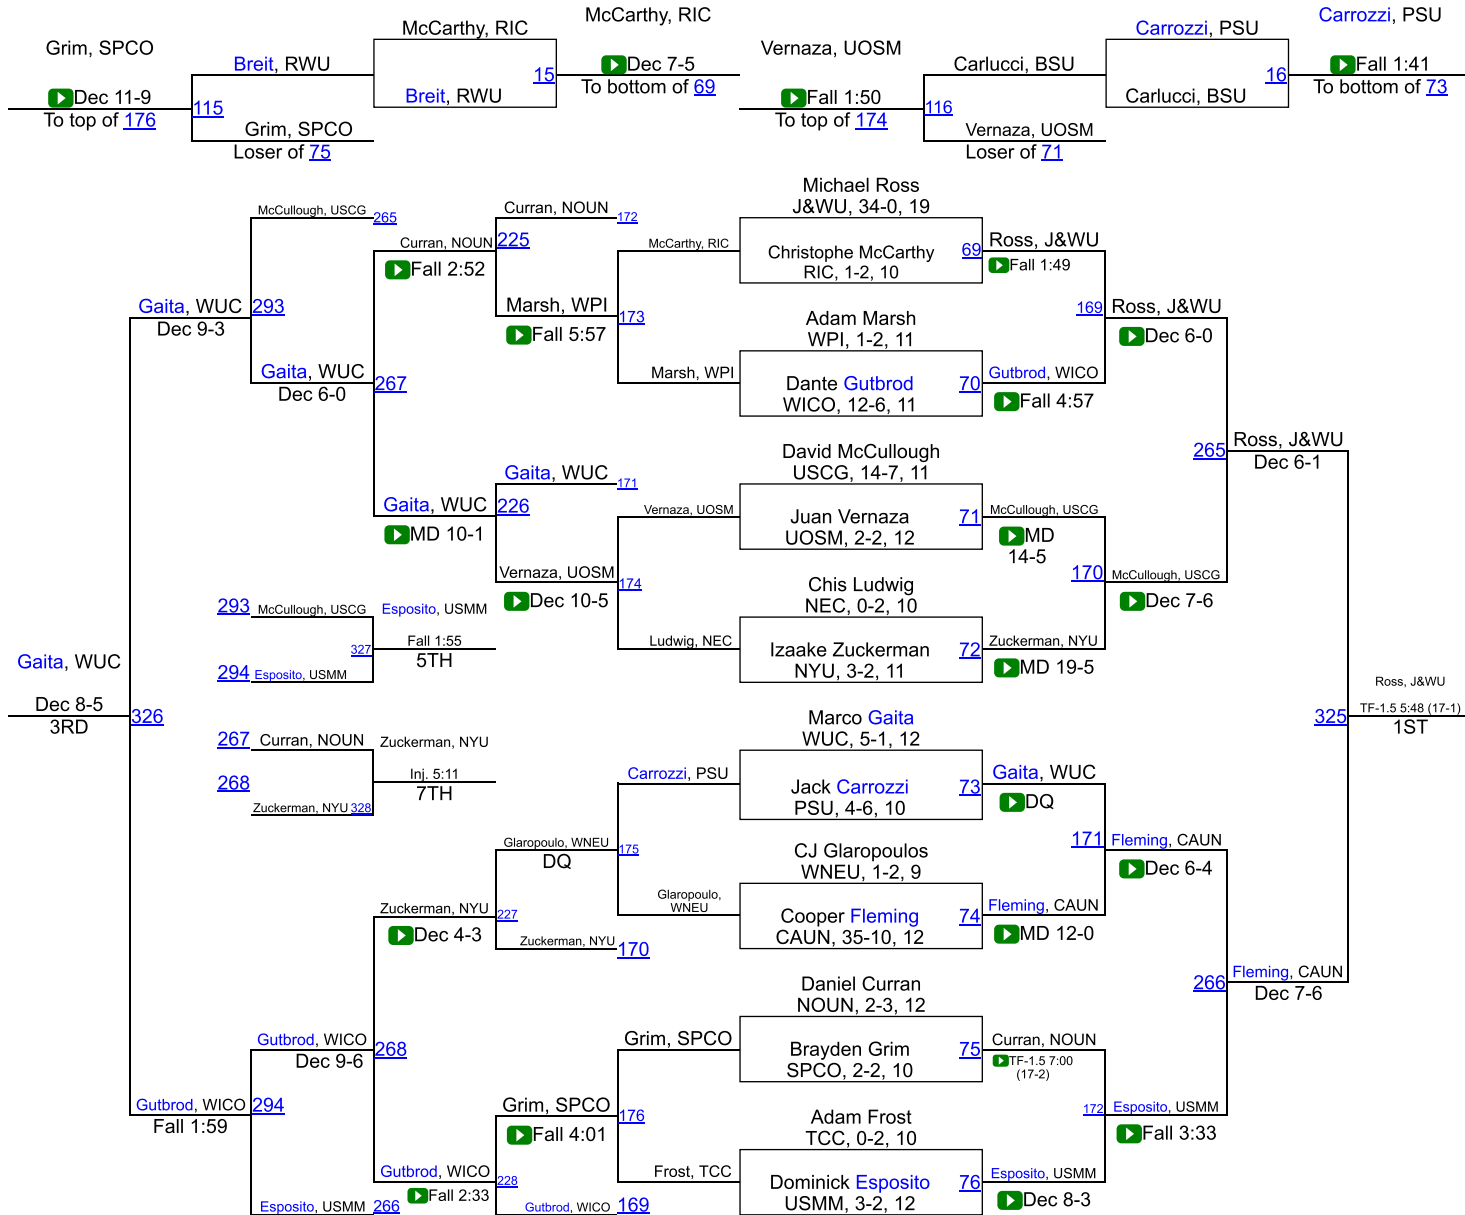 McCarthy, RIC
Carrozzi, PSU
Grim, SPCO
McCarthy, RIC
Vernaza, UOSM
Carrozzi, PSU
Breit, RWU
15
Dec 7-5
Carlucci, BSU
16
Fall 1:41
Dec 11-9
115
Breit, RWU
To bottom of 69
Fall 1:50
116
Carlucci, BSU
To bottom of 73
To top of 176
Grim, SPCO
To top of 174
Vernaza, UOSM
Loser of 75
Loser of 71
Michael Ross
J&WU, 34-0, 19
McCullough, USCG 265
Curran, NOUN 172
Curran, NOUN 225
McCarthy, RIC
Christophe McCarthy 69
RIC, 1-2, 10
Ross, J&WU
Fall 1:49
Fall 2:52
Gaita, WUC 293
Dec 9-3
Marsh, WPI 173
Fall 5:57
Adam Marsh
WPI, 1-2, 11
169 Ross, J&WU
Dec 6-0
Gaita, WUC 267
Dec 6-0
Marsh, WPI
Dante Gutbrod 70
WICO, 12-6, 11
Gutbrod, WICO
Fall 4:57
David McCullough
USCG, 14-7, 11
265 Ross, J&WU
Dec 6-1
Gaita, WUC 171
Gaita, WUC 226
MD 10-1
Vernaza, UOSM
Juan Vernaza 71
UOSM, 2-2, 12
McCullough, USCG
MD
14-5
Vernaza, UOSM 174
Dec 10-5
Chis Ludwig
NEC, 0-2, 10
170 McCullough, USCG
Dec 7-6
293 McCullough, USCG
Esposito, USMM
327
Fall 1:55
5TH
294 Esposito, USMM
Ludwig, NEC
Izaake Zuckerman 72
NYU, 3-2, 11
Zuckerman, NYU
MD 19-5
Gaita, WUC
Dec 8-5
3RD
326
Marco Gaita
WUC, 5-1, 12
325
Ross, J&WU
TF-1.5 5:48 (17-1)
1ST
267 Curran, NOUN
Zuckerman, NYU
268
Inj. 5:11
7TH
Zuckerman, NYU 328
Carrozzi, PSU
Jack Carrozzi 73
PSU, 4-6, 10
Gaita, WUC
DQ
Glaropoulo, WNEU 175
DQ
CJ Glaropoulos
WNEU, 1-2, 9
171 Fleming, CAUN
Dec 6-4
Glaropoulo,
WNEU
Zuckerman, NYU 227
Dec 4-3
Cooper Fleming 74
CAUN, 35-10, 12
Fleming, CAUN
MD 12-0
Zuckerman, NYU 170
Daniel Curran
NOUN, 2-3, 12
266 Fleming, CAUN
Dec 7-6
Gutbrod, WICO 268
Dec 9-6
Grim, SPCO
Brayden Grim 75
SPCO, 2-2, 10
Curran, NOUN
TF-1.5 7:00
(17-2)
Gutbrod, WICO 294
Fall 1:59
Grim, SPCO 176
Fall 4:01
Adam Frost
TCC, 0-2, 10
172 Esposito, USMM
Fall 3:33
Gutbrod, WICO 228
Fall 2:33
Frost, TCC
Dominick Esposito 76
USMM, 3-2, 12
Esposito, USMM
Dec 8-3
Esposito, USMM 266
Gutbrod, WICO 169